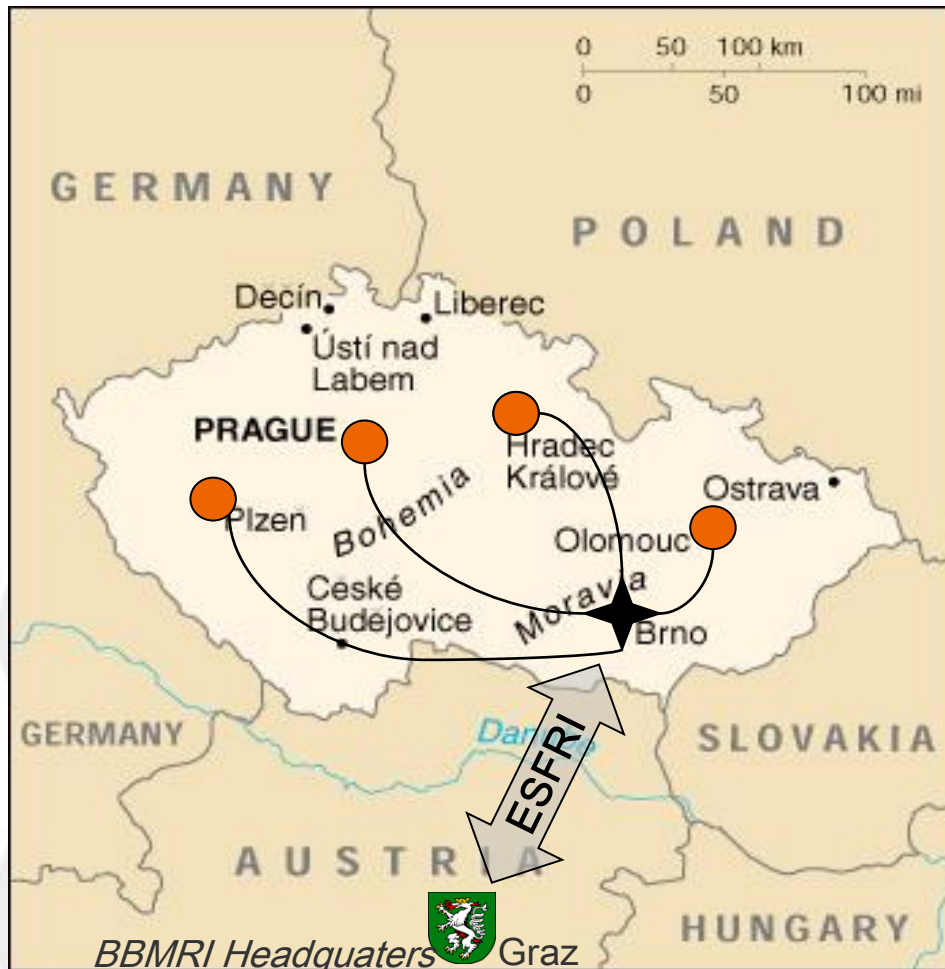 0 50 100 km
0 50 100 mi
GERMANY
POLAND
Decín
Liberec
Ústí nad
Labem
PRAGUE
Hradec
Králové
Plzen
Bohemia
Ostrava
Olomouc
Ceské
Budejovice
Moravia
Brno
GERMANY
ESFRI
SLOVAKIA
AUSTRIA
HUNGARY
BBMRI Headquaters
Graz